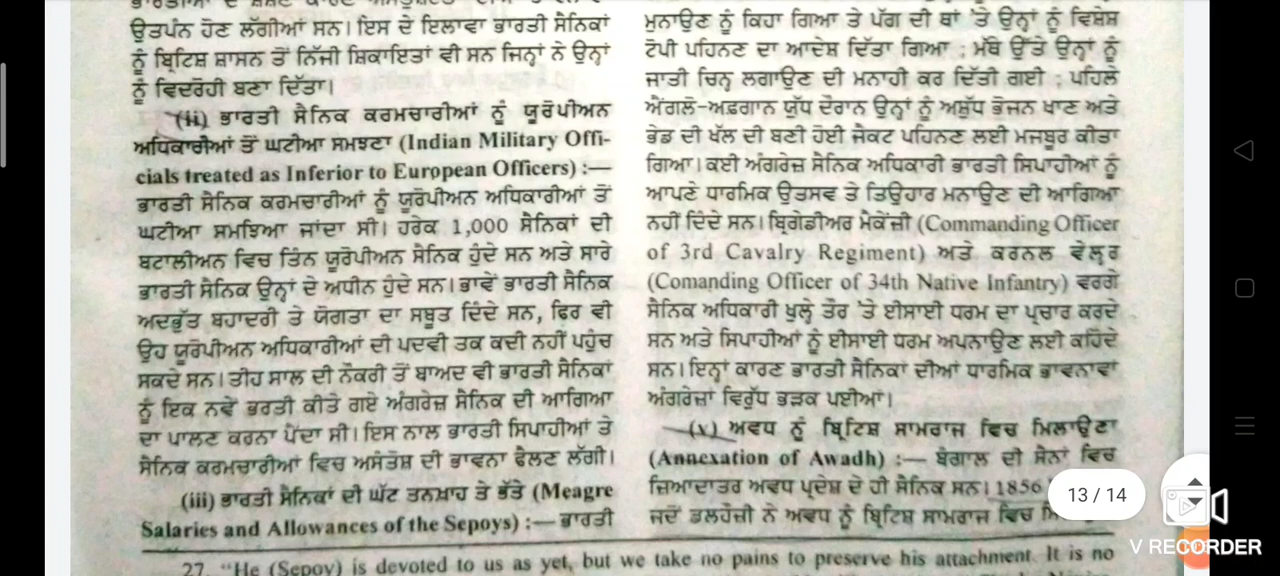 ਉਤਪੰਨ ਹੋਣ ਲੱਗੀਆਂ ਸਨ। ਇਸ ਦੇ ਇਲਾਵਾ ਭਾਰਤੀ ਸੈਨਿਕਾਂ
ਨੂੰ ਬ੍ਰਿਟਿਸ਼ ਸ਼ਾਸਨ ਤੋਂ ਨਿੱਜੀ ਸ਼ਿਕਾਇਤਾਂ ਵੀ ਸਨ ਜਿਨ੍ਹਾਂ ਨੇ ਉਨ੍ਹਾਂ
ਨੂੰ ਵਿਦਰੋਹੀ ਬਣਾ ਦਿੱਤਾ।
(ii) ਭਾਰਤੀ ਸੈਨਿਕ ਕਰਮਚਾਰੀਆਂ ਨੂੰ ਯੂਰੋਪੀਅਨ
ਅਧਿਕਾਰੀਆਂ ਤੋਂ ਘਟੀਆ ਸਮਝਣਾ (Indian Military Offi-
cials treated as Inferior to European Officers) :—
ਭਾਰਤੀ ਸੈਨਿਕ ਕਰਮਚਾਰੀਆਂ ਨੂੰ ਯੂਰੋਪੀਅਨ ਅਧਿਕਾਰੀਆਂ ਤੋਂ
ਘਟੀਆ ਸਮਝਿਆ ਜਾਂਦਾ ਸੀ। ਹਰੇਕ 1,000 ਸੈਨਿਕਾਂ ਦੀ
ਬਟਾਲੀਅਨ ਵਿਚ ਤਿੰਨ ਯੂਰੋਪੀਅਨ ਸੈਨਿਕ ਹੁੰਦੇ ਸਨ ਅਤੇ ਸਾਰੇ
ਭਾਰਤੀ ਸੈਨਿਕ ਉਨ੍ਹਾਂ ਦੇ ਅਧੀਨ ਹੁੰਦੇ ਸਨ। ਭਾਵੇਂ ਭਾਰਤੀ ਸੈਨਿਕ
ਅਦਭੁੱਤ ਬਹਾਦਰੀ ਤੇ ਯੋਗਤਾ ਦਾ ਸਬੂਤ ਦਿੰਦੇ ਸਨ, ਫਿਰ ਵੀ
ਉਹ ਯੂਰੋਪੀਅਨ ਅਧਿਕਾਰੀਆਂ ਦੀ ਪਦਵੀ ਤਕ ਕਦੀ ਨਹੀਂ ਪਹੁੰਚ
ਸਕਦੇ ਸਨ। ਤੀਹ ਸਾਲ ਦੀ ਨੌਕਰੀ ਤੋਂ ਬਾਅਦ ਵੀ ਭਾਰਤੀ ਸੈਨਿਕਾਂ
ਨੂੰ ਇਕ ਨਵੇਂ ਭਰਤੀ ਕੀਤੇ ਗਏ ਅੰਗਰੇਜ਼ ਸੈਨਿਕ ਦੀ ਆਗਿਆ
ਦਾ ਪਾਲਣ ਕਰਨਾ ਪੈਂਦਾ ਸੀ। ਇਸ ਨਾਲ ਭਾਰਤੀ ਸਿਪਾਹੀਆਂ ਤੇ
ਸੈਨਿਕ ਕਰਮਚਾਰੀਆਂ ਵਿਚ ਅਸੰਤੋਸ਼ ਦੀ ਭਾਵਨਾ ਫੈਲਣ ਲੱਗੀ।
(iii) ਭਾਰਤੀ ਸੈਨਿਕਾਂ ਦੀ ਘੱਟ ਤਨਖ਼ਾਹ ਤੇ ਭੱਤੇ (Meagre
Salaries and Allowances of the Sepoys) :— ਭਾਰਤੀ
ਮੁਨਾਉਣ ਨੂੰ ਕਿਹਾ ਗਿਆ ਤੇ ਪੱਗ ਦੀ ਥਾਂ 'ਤੇ ਉਨ੍ਹਾਂ ਨੂੰ ਵਿਸ਼ੇਸ਼
ਟੋਪੀ ਪਹਿਨਣ ਦਾ ਆਦੇਸ਼ ਦਿੱਤਾ ਗਿਆ ; ਮੱਥੇ ਉੱਤੇ ਉਨ੍ਹਾਂ ਨੂੰ
ਜਾਤੀ ਚਿਨ੍ਹ ਲਗਾਉਣ ਦੀ ਮਨਾਹੀ ਕਰ ਦਿੱਤੀ ਗਈ ; ਪਹਿਲੇ
ਐਂਗਲੋ-ਅਫ਼ਗਾਨ ਯੁੱਧ ਦੌਰਾਨ ਉਨ੍ਹਾਂ ਨੂੰ ਅਸ਼ੁੱਧ ਭੋਜਨ ਖਾਣ ਅਤੇ
ਭੇਡ ਦੀ ਖੱਲ ਦੀ ਬਣੀ ਹੋਈ ਜੈਕਟ ਪਹਿਨਣ ਲਈ ਮਜਬੂਰ ਕੀਤਾ
ਗਿਆ। ਕਈ ਅੰਗਰੇਜ਼ ਸੈਨਿਕ ਅਧਿਕਾਰੀ ਭਾਰਤੀ ਸਿਪਾਹੀਆਂ ਨੂੰ
ਆਪਣੇ ਧਾਰਮਿਕ ਉਤਸਵ ਤੇ ਤਿਉਹਾਰ ਮਨਾਉਣ ਦੀ ਆਗਿਆ
ਨਹੀਂ ਦਿੰਦੇ ਸਨ। ਬ੍ਰਿਗੇਡੀਅਰ ਮੈਕੇਂਜ਼ੀ (Commanding Officer
of 3rd Cavalry Regiment) ਅਤੇ ਕਰਨਲ ਵੇਲ੍ਹਰ
(Comanding Officer of 34th Native Infantry) ਵਰਗੇ
ਸੈਨਿਕ ਅਧਿਕਾਰੀ ਖੁਲ੍ਹੇ ਤੌਰ 'ਤੇ ਈਸਾਈ ਧਰਮ ਦਾ ਪ੍ਰਚਾਰ ਕਰਦੇ
ਸਨ ਅਤੇ ਸਿਪਾਹੀਆਂ ਨੂੰ ਈਸਾਈ ਧਰਮ ਅਪਨਾਉਣ ਲਈ ਕਹਿੰਦੇ
ਸਨ। ਇਨ੍ਹਾਂ ਕਾਰਣ ਭਾਰਤੀ ਸੈਨਿਕਾਂ ਦੀਆਂ ਧਾਰਮਿਕ ਭਾਵਨਾਵਾਂ
ਅੰਗਰੇਜ਼ਾਂ ਵਿਰੁੱਧ ਭੜਕ ਪਈਆਂ।
(v) ਅਵਧ ਨੂੰ ਬ੍ਰਿਟਿਸ਼ ਸਾਮਰਾਜ ਵਿਚ ਮਿਲਾਉਣਾ
(Annexation of Awadh) :— ਬੰਗਾਲ ਦੀ ਸੈਨਾ ਵਿਚ
ਜ਼ਿਆਦਾਤਰ ਅਵਧ ਪ੍ਰਦੇਸ਼ ਦੇ ਹੀ ਸੈਨਿਕ ਸਨ। 1856
ਜਦੋਂ ਡਲਹੌਜ਼ੀ ਨੇ ਅਵਧ ਨੂੰ ਬ੍ਰਿਟਿਸ਼ ਸਾਮਰਾਜ ਵਿਚ
27. "He (Sepoy) is devoted to us as yet, but we take no pains to preserve his attachment. It is no
13 / 14
V RECORDER